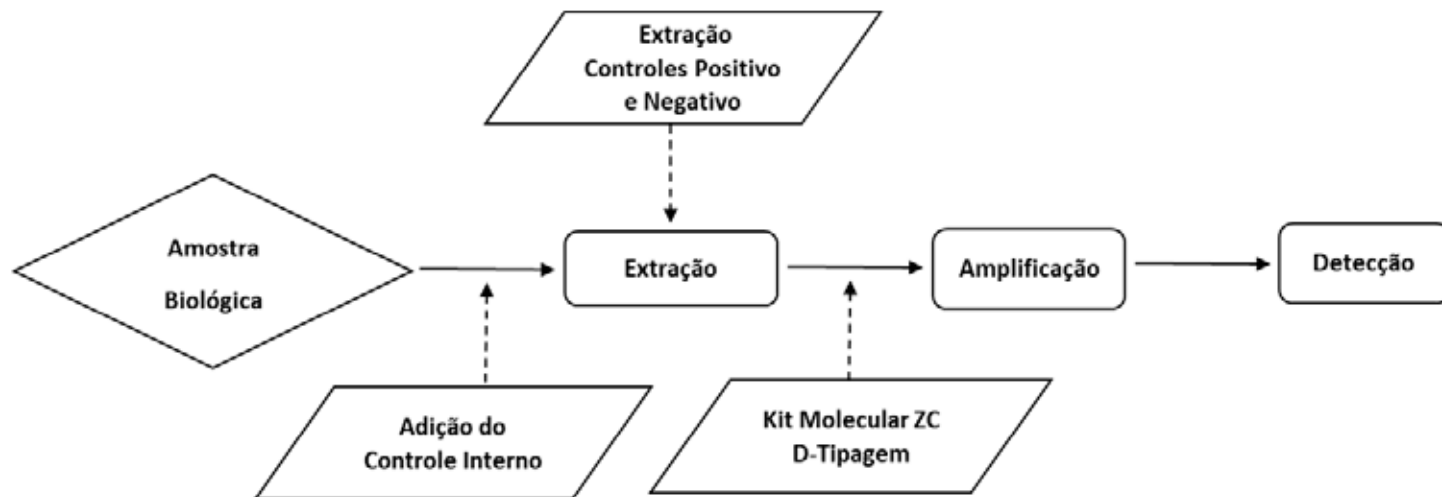 Extração
Controles Positivo
e Negativo
Amostra
Biológica
Extração
Amplificação
Detecção
Adição do
Controle Interno
Kit Molecular ZC
D-Tipagem